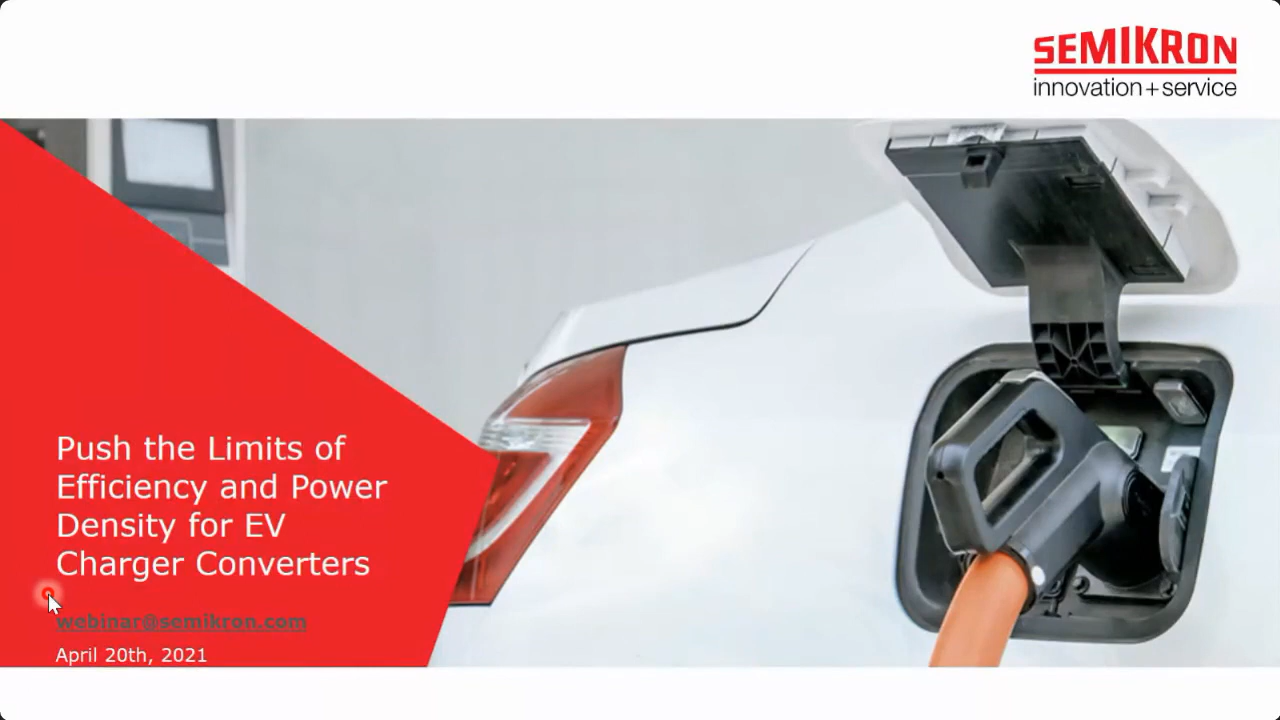 SEMIKRON
innovation+service
Push the Limits of
Efficiency and Power
Density for EV
Charger Converters
webinar@semikron.com
April 20th, 2021